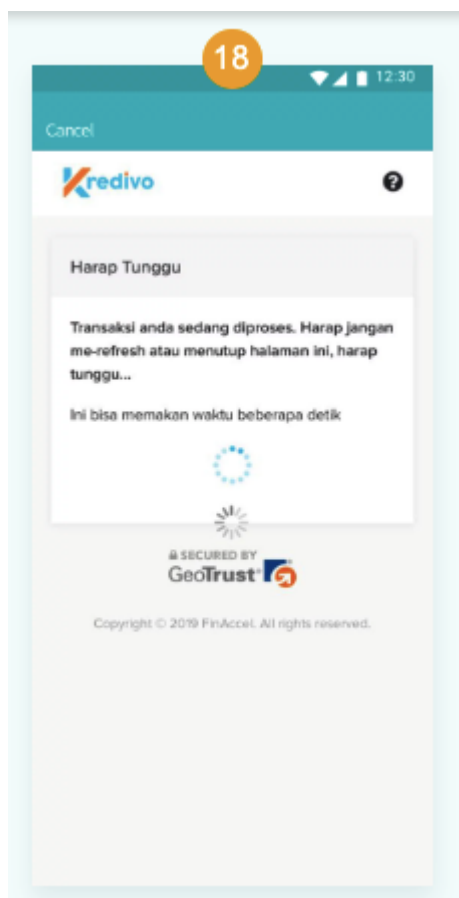 18
12:30
Cancel
Kredivo
Harap Tunggu
Transaksi anda sedang diproses. Harap jangan
me-refresh atau menutup halaman ini, harap
tunggu...
Ini bisa memakan waktu beberapa detik
SECURED BY
GeoTrust®
Copyright © 2019 FinAccel. All rights reserved.